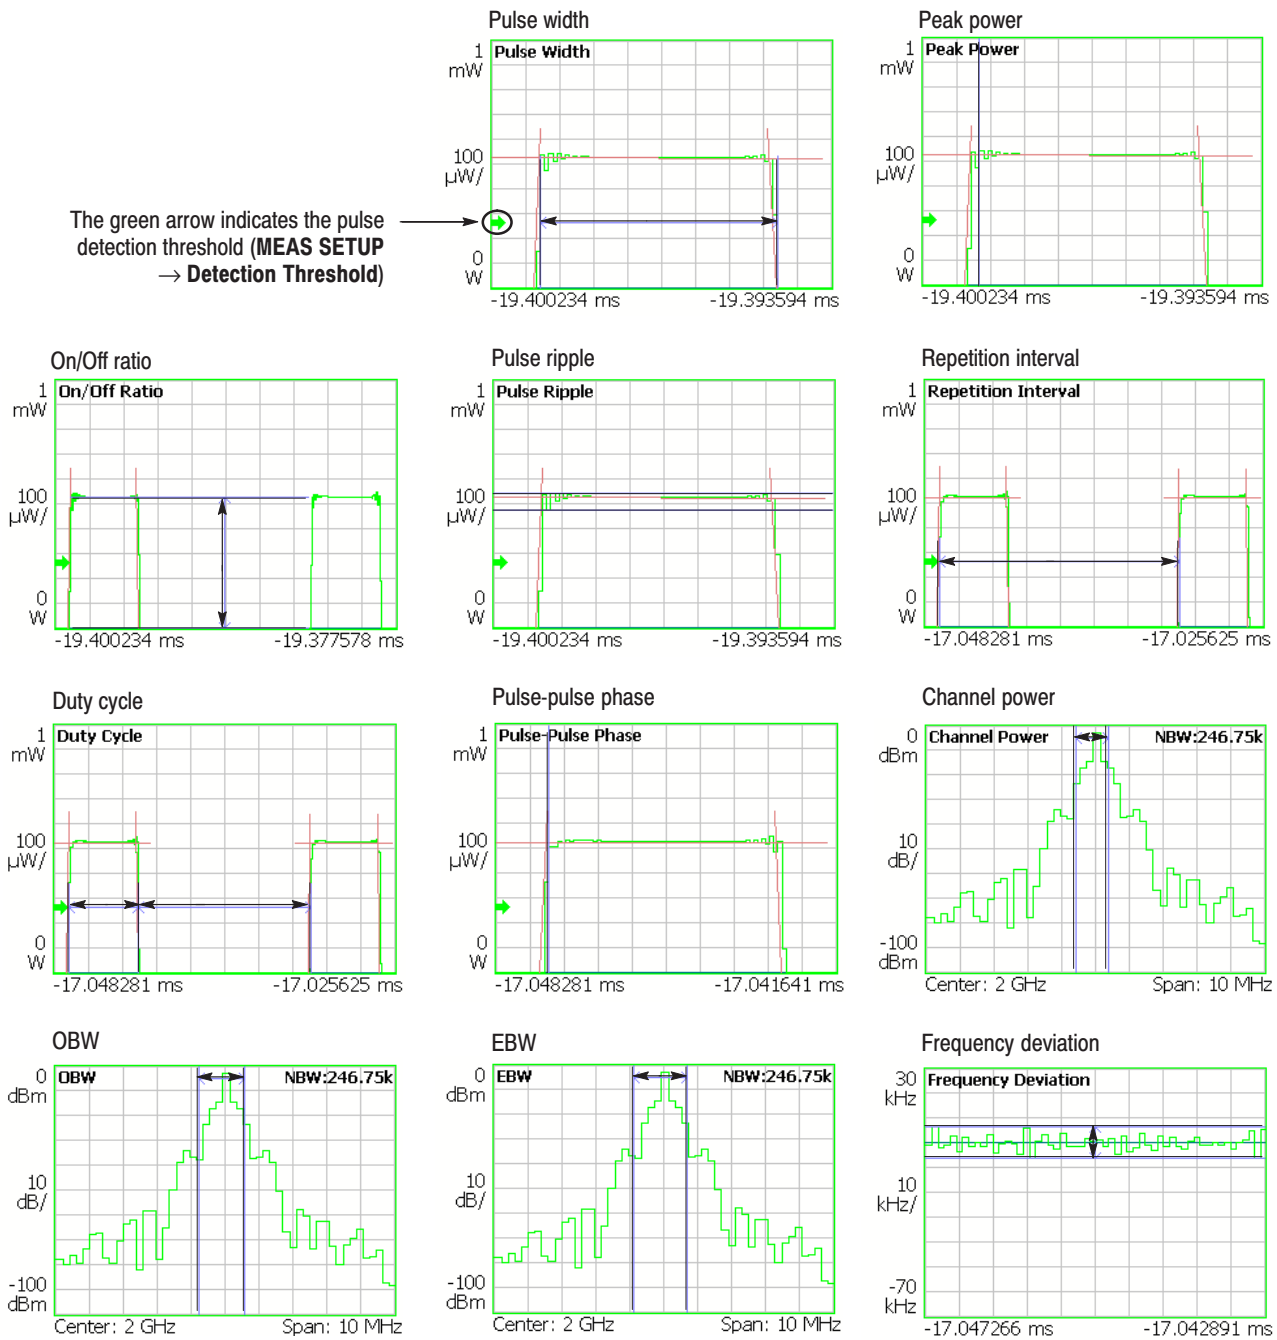 Pulse width
Pulse Width
1
mW
100
µW/
0
W
-19.400234 ms -19.393594 ms
Peak power
Peak Power
1
mW
100
µW/
0
W
-19.400234 ms -19.393594 ms
The green arrow indicates the pulse
detection threshold (MEAS SETUP
→ Detection Threshold)
On/Off ratio
On/Off Ratio
1
mW
100
µW/
0
W
-19.400234 ms -19.377578 ms
Pulse ripple
Pulse Ripple
1
mW
100
µW/
0
W
-19.400234 ms -19.393594 ms
Repetition interval
Repetition Interval
1
mW
100
µW/
0
W
-17.048281 ms -17.025625 ms
Duty cycle
Duty Cycle
1
mW
100
µW/
0
W
-17.048281 ms -17.025625 ms
Pulse-pulse phase
Pulse-Pulse Phase
1
mW
100
µW/
0
W
-17.048281 ms -17.041641 ms
Channel power
Channel Power NBW:246.75k
0
dBm
10
dB/
-100
dBm
Center: 2 GHz Span: 10 MHz
OBW
OBW NBW:246.75k
0
dBm
10
dB/
-100
dBm
Center: 2 GHz Span: 10 MHz
EBW
EBW NBW:246.75k
0
dBm
10
dB/
-100
dBm
Center: 2 GHz Span: 10 MHz
Frequency deviation
Frequency Deviation
30
kHz
10
kHz/
-70
kHz
-17.047266 ms -17.042891 ms